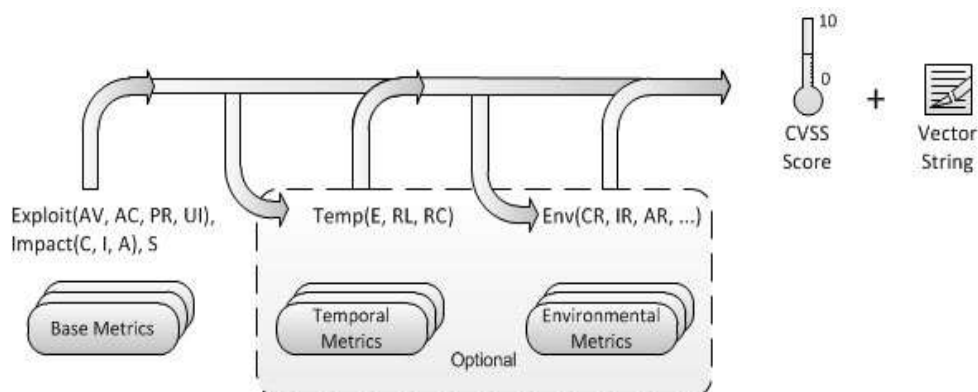 10
0
CVSS
Score
+
Vector
String
Exploit(AV, AC, PR, UI),
Impact(C, I, A), S
Temp(E, RL, RC)
Env(CR, IR, AR, ...)
Base Metrics
Temporal
Metrics
Environmental
Metrics
Optional